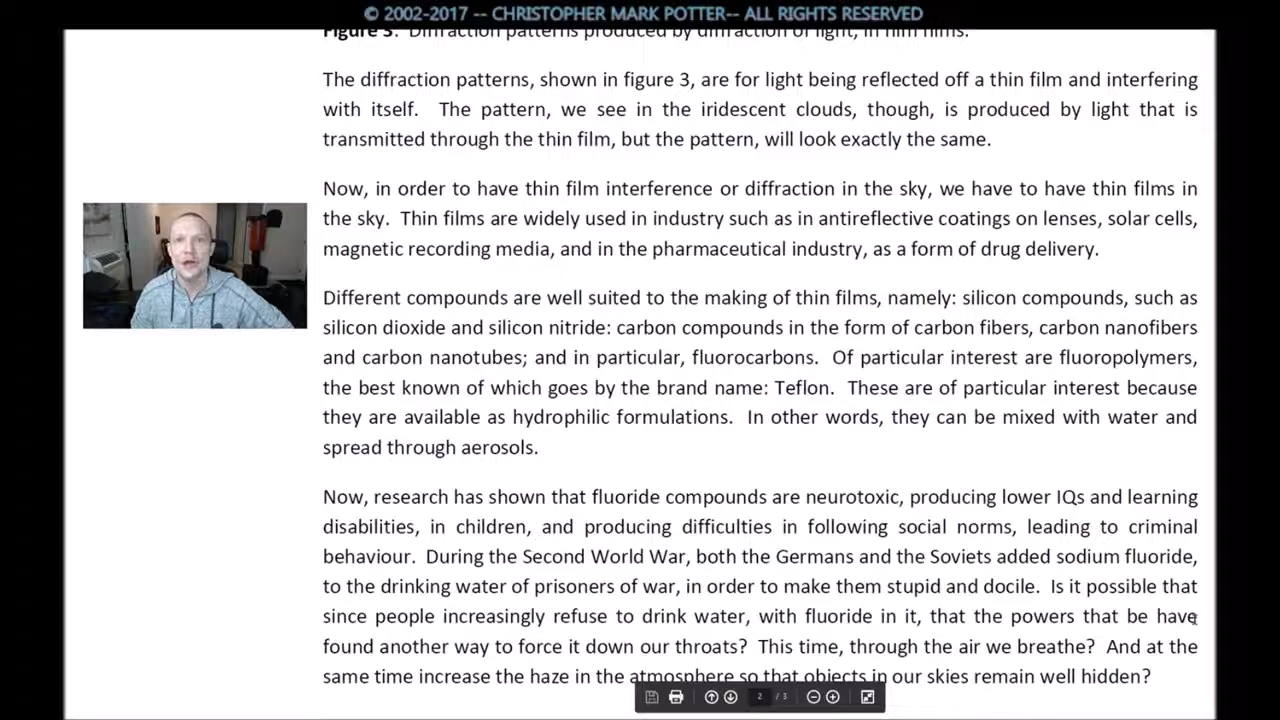 © 2002-2017 -- CHRISTOPHER MARK POTTER-- ALL RIGHTS RESERVED
Figure 3: Diffraction patterns produced by diffraction of light, in films.
The diffraction patterns, shown in figure 3, are for light being reflected off a thin film and interfering
with itself. The pattern, we see in the iridescent clouds, though, is produced by light that is
transmitted through the thin film, but the pattern, will look exactly the same.
Now, in order to have thin film interference or diffraction in the sky, we have to have thin films in
the sky. Thin films are widely used in industry such as in antireflective coatings on lenses, solar cells,
magnetic recording media, and in the pharmaceutical industry, as a form of drug delivery.
Different compounds are well suited to the making of thin films, namely: silicon compounds, such as
silicon dioxide and silicon nitride: carbon compounds in the form of carbon fibers, carbon nanofibers
and carbon nanotubes; and in particular, fluorocarbons. Of particular interest are fluoropolymers,
the best known of which goes by the brand name: Teflon. These are of particular interest because
they are available as hydrophilic formulations. In other words, they can be mixed with water and
spread through aerosols.
Now, research has shown that fluoride compounds are neurotoxic, producing lower IQs and learning
disabilities, in children, and producing difficulties in following social norms, leading to criminal
behaviour. During the Second World War, both the Germans and the Soviets added sodium fluoride,
to the drinking water of prisoners of war, in order to make them stupid and docile. Is it possible that
since people increasingly refuse to drink water, with fluoride in it, that the powers that be have
found another way to force it down our throats? This time, through the air we breathe? And at the
same time increase the haze in the atmosphere so that objects in our skies remain well hidden?
2 / 3